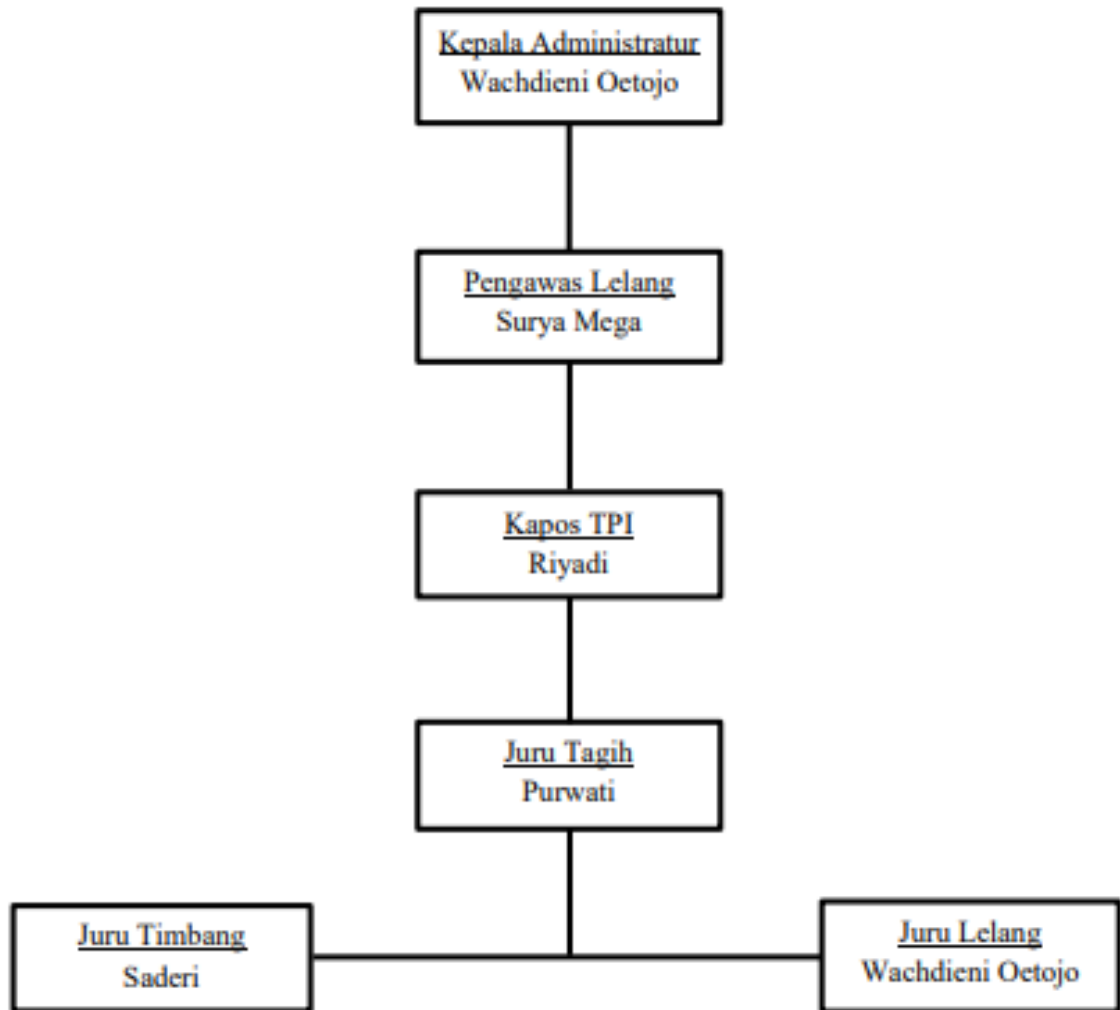 Kepala Administratur
Wachdieni Oetojo
Pengawas Lelang
Surya Mega
Kapos TPI
Riyadi
Juru Tagih
Purwati
Juru Timbang
Saderi
Juru Lelang
Wachdieni Oetojo